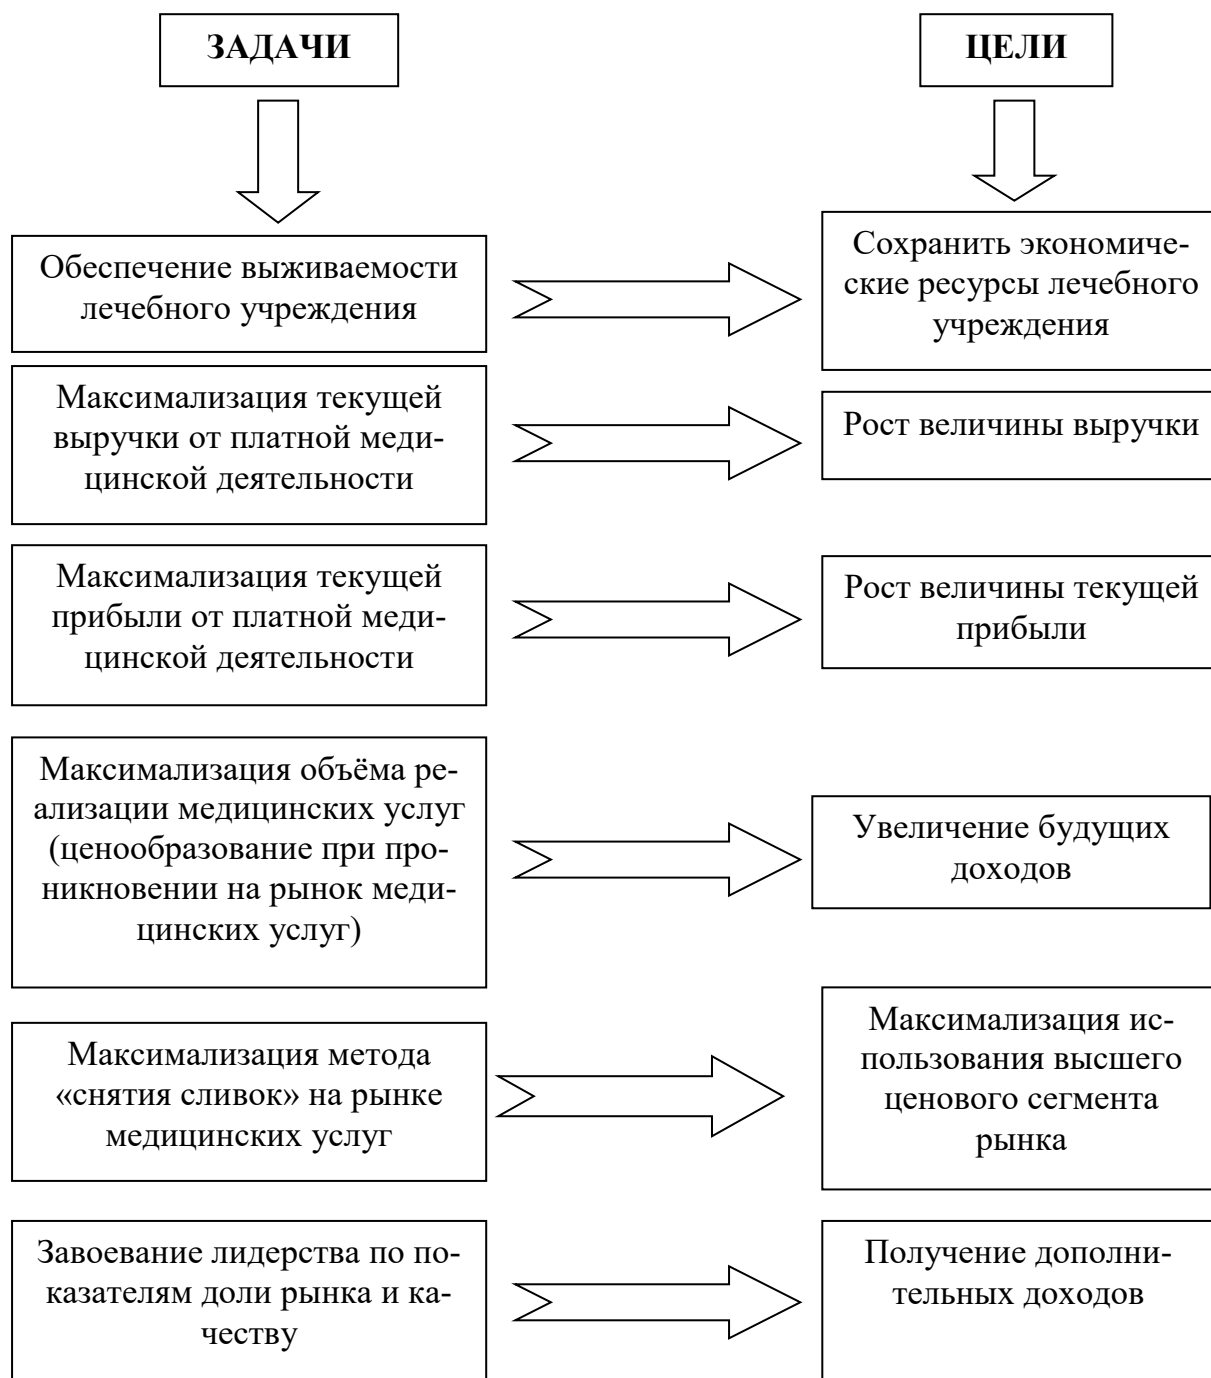 ЗАДАЧИ
ЦЕЛИ
Обеспечение выживаемости
лечебного учреждения
Сохранить экономиче-
ские ресурсы лечебного
учреждения
Максимализация текущей
выручки от платной меди-
цинской деятельности
Рост величины выручки
Максимализация текущей
прибыли от платной меди-
цинской деятельности
Рост величины текущей
прибыли
Максимализация объёма ре-
ализации медицинских услуг
(ценообразование при про-
никновении на рынок меди-
цинских услуг)
Увеличение будущих
доходов
Максимализация метода
«снятия сливок» на рынке
медицинских услуг
Максимализация ис-
пользования высшего
ценового сегмента
рынка
Завоевание лидерства по по-
казателям доли рынка и ка-
честву
Получение дополни-
тельных доходов